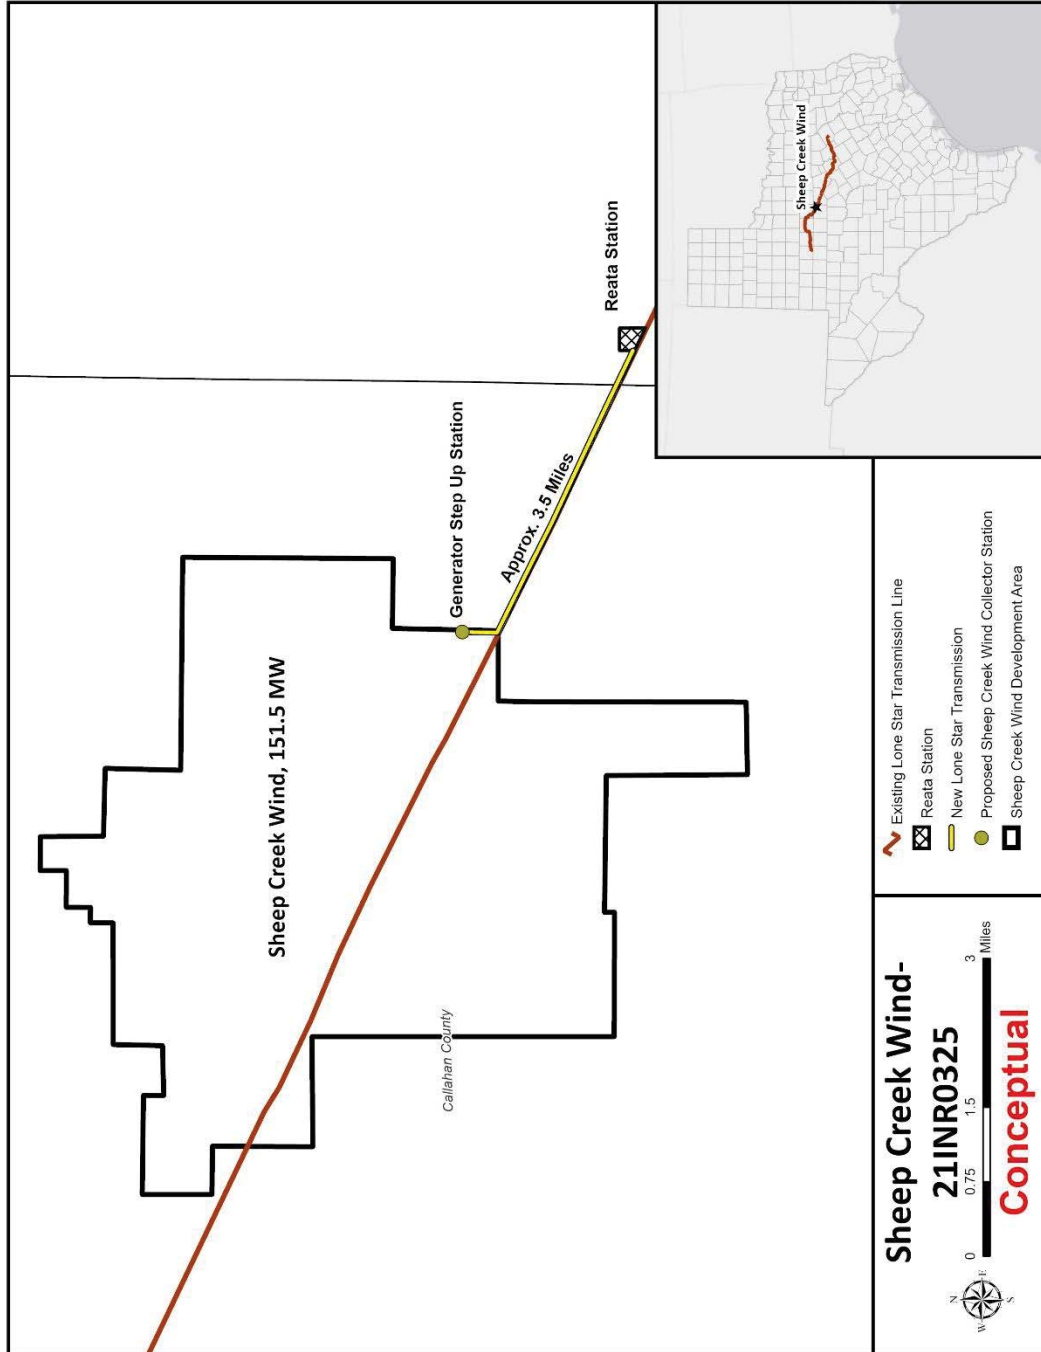 Sheep Creek Wind, 151.5 MW
Callahan County
Generator Step Up Station
Approx. 3.5 Miles
Reata Station
Sheep Creek Wind
Sheep Creek Wind-
21INR0325
N
W
E
S
0 0.75 1.5 3
Miles
Conceptual
Existing Lone Star Transmission Line
Reata Station
New Lone Star Transmission
Proposed Sheep Creek Wind Collector Station
Sheep Creek Wind Development Area